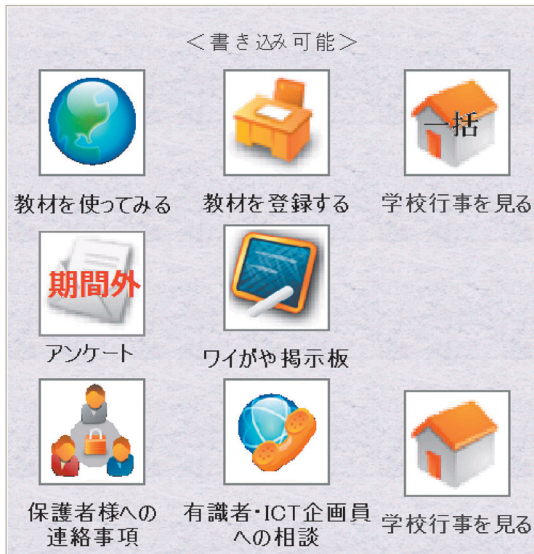 ＜書き込み可能＞
一括
教材を使ってみる
教材を登録する
学校行事を見る
期間外
アンケート
ワイがや掲示板
保護者様への
連絡事項
有識者・ICT企画員
への相談
学校行事を見る